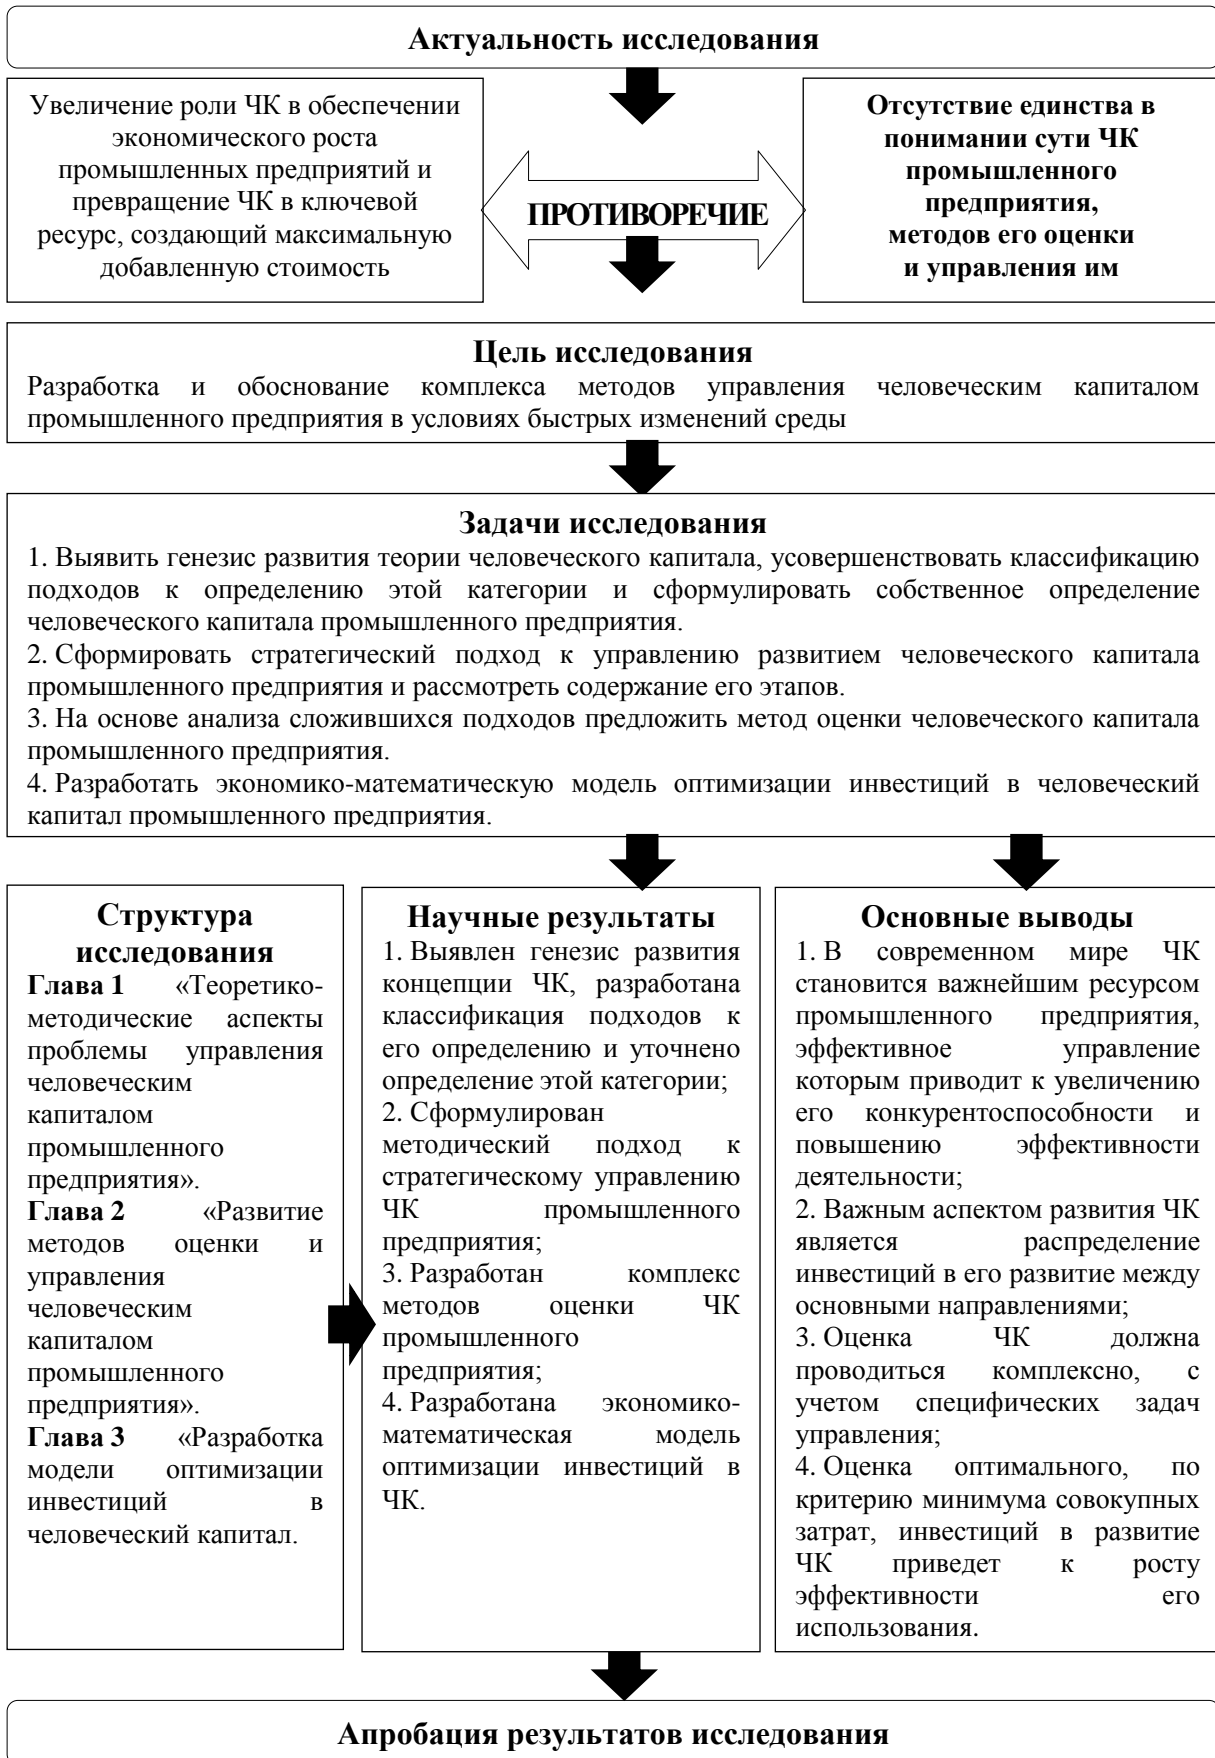 Актуальность исследования
Увеличение роли ЧК в обеспечении
экономического роста
промышленных предприятий и
превращение ЧК в ключевой
ресурс, создающий максимальную
добавленную стоимость
ПРОТИВОРЕЧИЕ
Отсутствие единства в
понимании сути ЧК
промышленного
предприятия,
методов его оценки
и управления им
Цель исследования
Разработка и обоснование комплекса методов управления человеческим капиталом
промышленного предприятия в условиях быстрых изменений среды
Задачи исследования
1. Выявить генезис развития теории человеческого капитала, усовершенствовать классификацию
подходов к определению этой категории и сформулировать собственное определение
человеческого капитала промышленного предприятия.
2. Сформировать стратегический подход к управлению развитием человеческого капитала
промышленного предприятия и рассмотреть содержание его этапов.
3. На основе анализа сложившихся подходов предложить метод оценки человеческого капитала
промышленного предприятия.
4. Разработать экономико-математическую модель оптимизации инвестиций в человеческий
капитал промышленного предприятия.
Структура
исследования
Глава 1 «Теоретико-
методические аспекты
проблемы управления
человеческим
капиталом
промышленного
предприятия».
Глава 2 «Развитие
методов оценки и
управления
человеческим
капиталом
промышленного
предприятия».
Глава 3 «Разработка
модели оптимизации
инвестиций в
человеческий капитал.
Научные результаты
1. Выявлен генезис развития
концепции ЧК, разработана
классификация подходов к
его определению и уточнено
определение этой категории;
2. Сформулирован
методический подход к
стратегическому управлению
ЧК промышленного
предприятия;
3. Разработан комплекс
методов оценки ЧК
промышленного
предприятия;
4. Разработана экономико-
математическая модель
оптимизации инвестиций в
ЧК.
Основные выводы
1. В современном мире ЧК
становится важнейшим ресурсом
промышленного предприятия,
эффективное управление
которым приводит к увеличению
его конкурентоспособности и
повышению эффективности
деятельности;
2. Важным аспектом развития ЧК
является распределение
инвестиций в его развитие между
основными направлениями;
3. Оценка ЧК должна
проводиться комплексно, с
учетом специфических задач
управления;
4. Оценка оптимального, по
критерию минимума совокупных
затрат, инвестиций в развитие
ЧК приведет к росту
эффективности его
использования.
Апробация результатов исследования